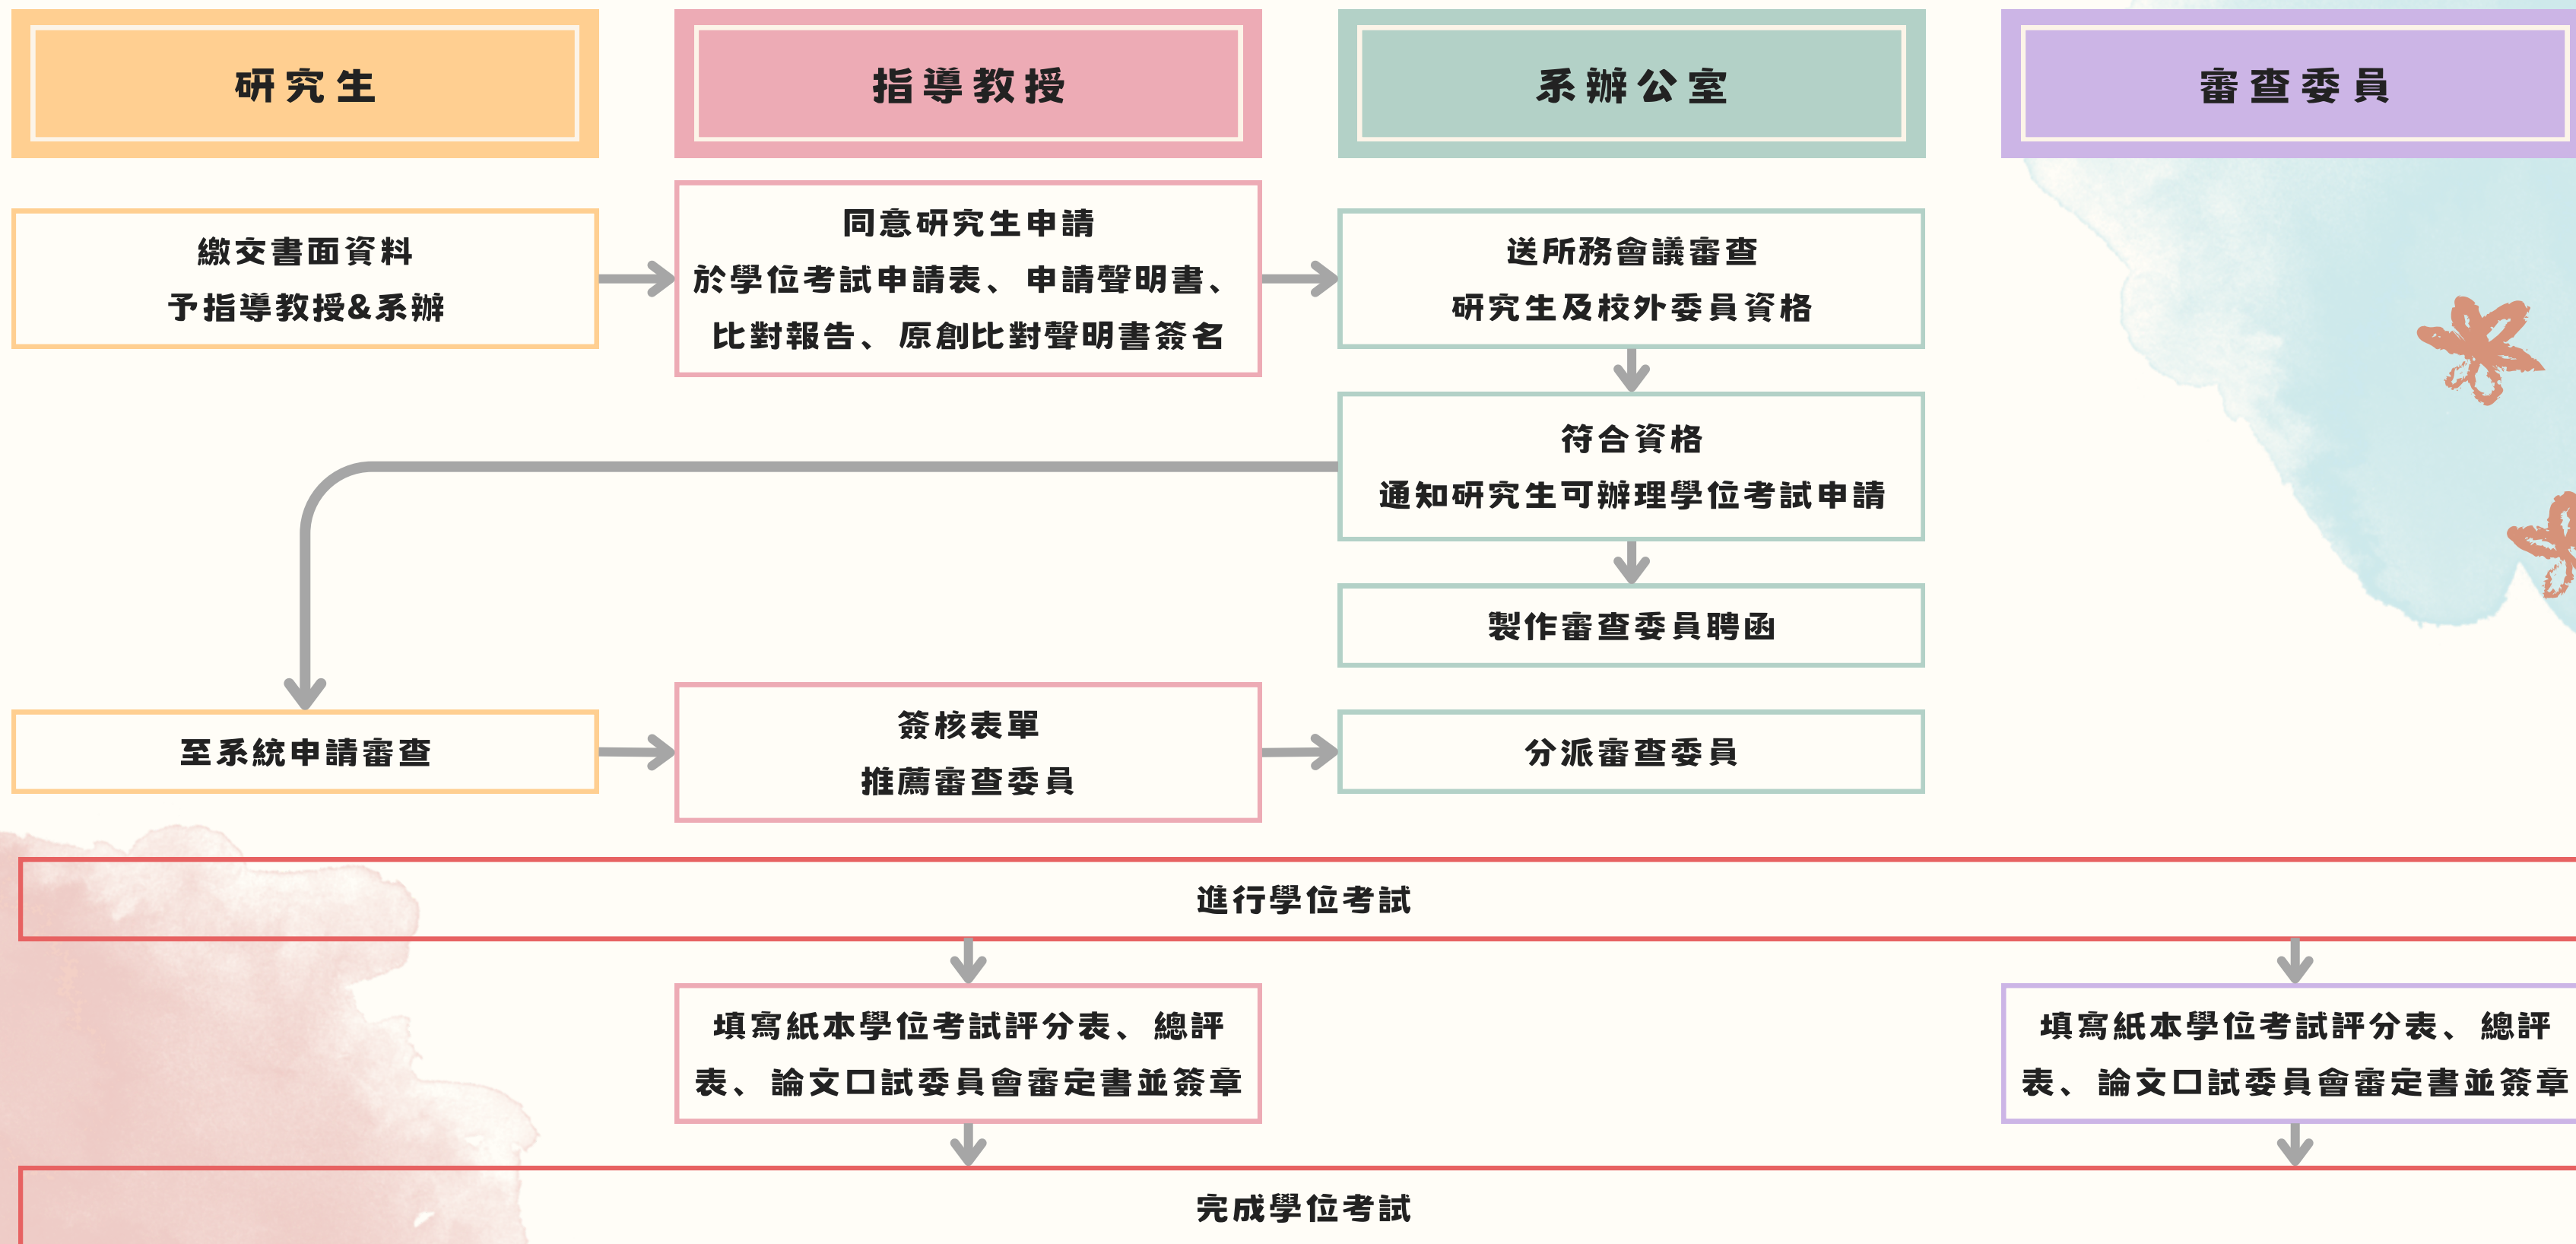 研究生
指導教授
系辦公室
審查委員
繳交書面資料
予指導教授&系辦
同意研究生申請
於學位考試申請表、申請聲明書、
比對報告、原創比對聲明書簽名
送所務會議審查
研究生及校外委員資格
符合資格
通知研究生可辦理學位考試申請
製作審查委員聘函
至系統申請審查
簽核表單
推薦審查委員
分派審查委員
進行學位考試
填寫紙本學位考試評分表、總評
表、論文口試委員會審定書並簽章
填寫紙本學位考試評分表、總評
表、論文口試委員會審定書並簽章
完成學位考試